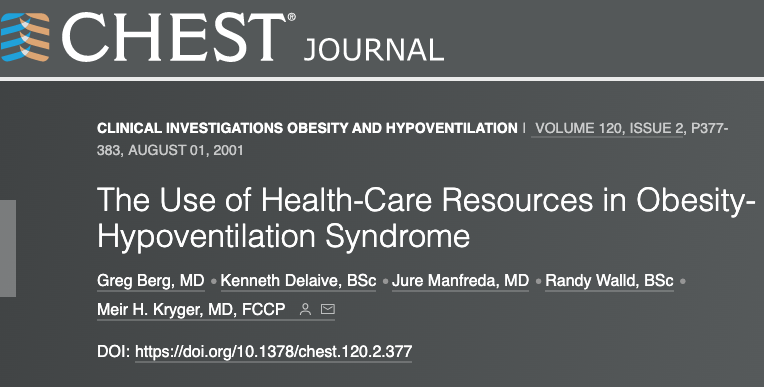 CHEST® JOURNAL
CLINICAL INVESTIGATIONS OBESITY AND HYPOVENTILATION | VOLUME 120, ISSUE 2, P377-
383, AUGUST 01, 2001
The Use of Health-Care Resources in Obesity-
Hypoventilation Syndrome
Greg Berg, MD • Kenneth Delaive, BSc • Jure Manfreda, MD • Randy Walld, BSc •
Meir H. Kryger, MD, FCCP
DOI: https://doi.org/10.1378/chest.120.2.377